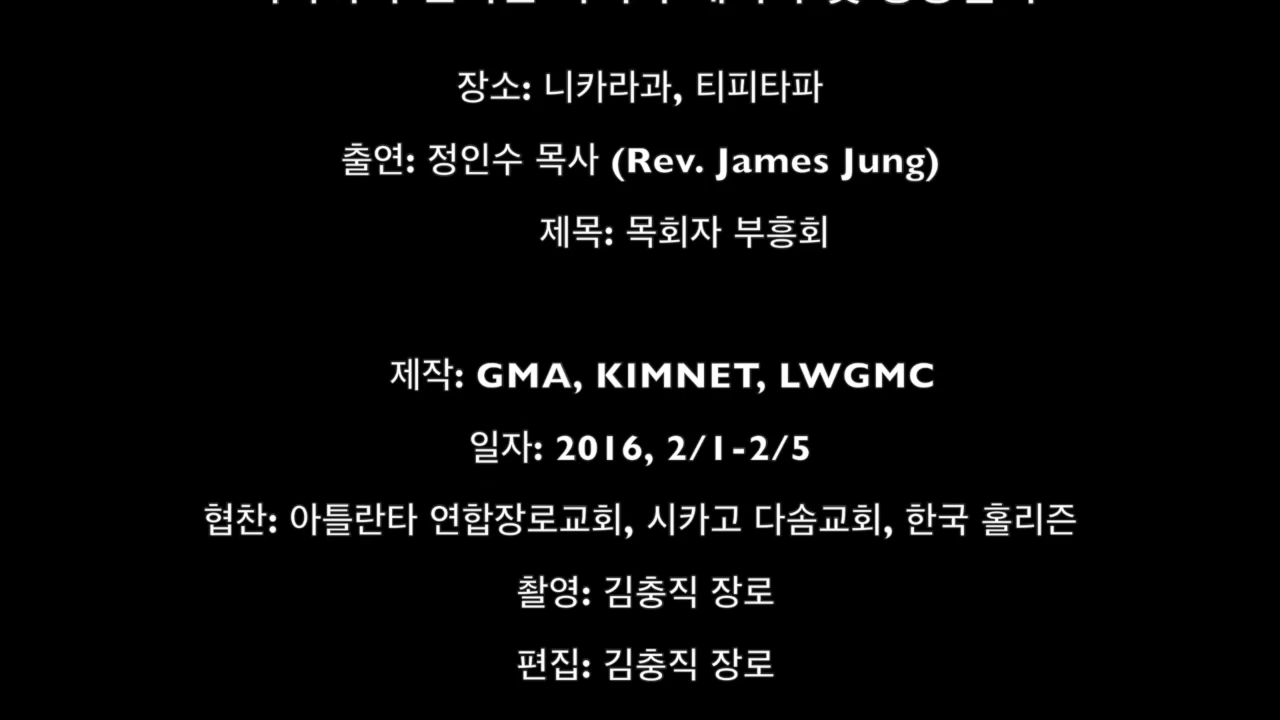 장소: 니카라과, 티피타파
출연: 정인수 목사 (Rev. James Jung)
제목: 목회자 부흥회
제작: GMA, KIMNET, LWGMC
일자: 2016, 2/1-2/5
협찬: 아틀란타 연합장로교회, 시카고 다솜교회, 한국 홀리즌
촬영: 김충직 장로
편집: 김충직 장로